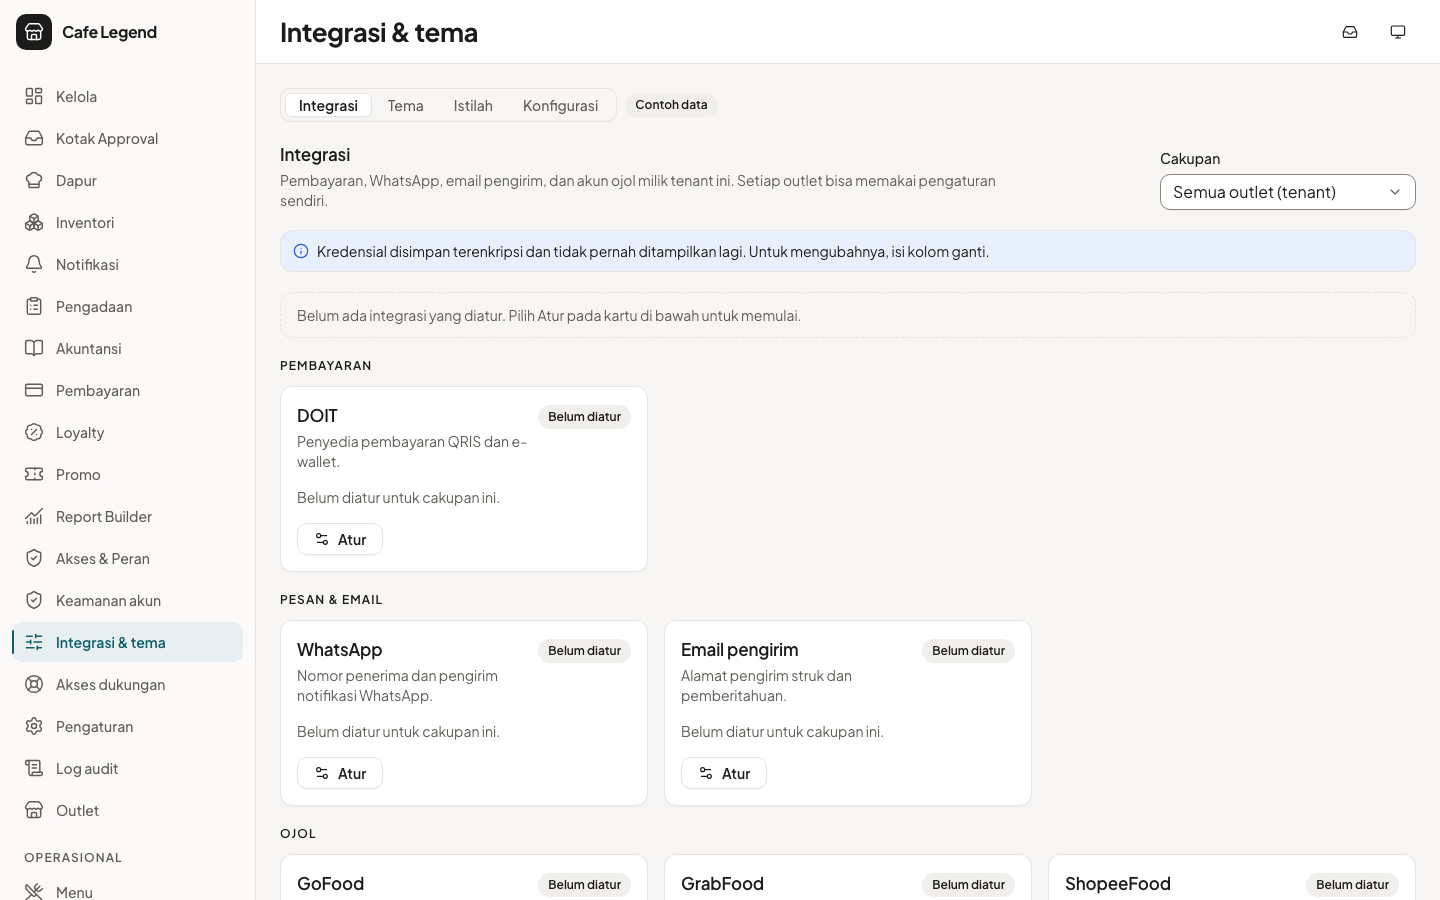 Cafe Legend
Integrasi & tema
Kelola
Kotak Approval
Dapur
Inventori
Notifikasi
Pengadaan
Akuntansi
Pembayaran
Loyalty
Promo
Report Builder
Akses & Peran
Keamanan akun
Integrasi & tema
Akses dukungan
Pengaturan
Log audit
Outlet
OPERASIONAL
Menu
Integrasi
Tema
Istilah
Konfigurasi
Contoh data
Integrasi
Pembayaran, WhatsApp, email pengirim, dan akun ojol milik tenant ini. Setiap outlet bisa memakai pengaturan
sendiri.
Cakupan
Semua outlet (tenant)
Kredensial disimpan terenkripsi dan tidak pernah ditampilkan lagi. Untuk mengubahnya, isi kolom ganti.
Belum ada integrasi yang diatur. Pilih Atur pada kartu di bawah untuk memulai.
PEMBAYARAN
DOIT
Belum diatur
Penyedia pembayaran QRIS dan e-
wallet.
Belum diatur untuk cakupan ini.
Atur
PESAN & EMAIL
WhatsApp
Belum diatur
Nomor penerima dan pengirim
notifikasi WhatsApp.
Belum diatur untuk cakupan ini.
Atur
Email pengirim
Belum diatur
Alamat pengirim struk dan
pemberitahuan.
Belum diatur untuk cakupan ini.
Atur
OJOL
GoFood
Belum diatur
GrabFood
Belum diatur
ShopeeFood
Belum diatur